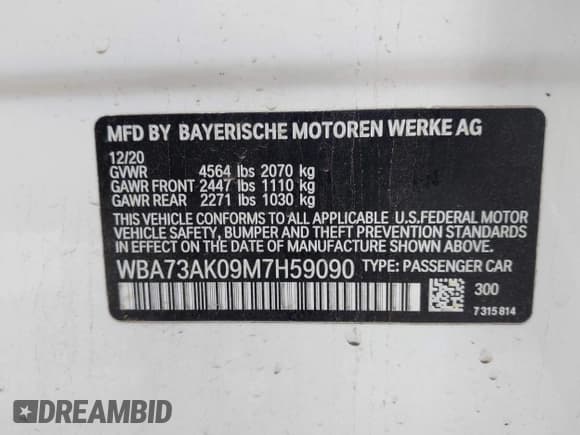 MFD BY BAYERISCHE MOTOREN WERKE AG
12/20
GVWR 4564 lbs 2070 kg
GAWR FRONT 2447 lbs 1110 kg
GAWR REAR 2271 lbs 1030 kg
THIS VEHICLE CONFORMS TO ALL APPLICABLE U.S.FEDERAL MOTOR
VEHICLE SAFETY, BUMPER AND THEFT PREVENTION STANDARDS
IN EFFECT ON THE DATE OF MANUFACTURE SHOWN ABOVE.
WBA73AK09M7H59090 TYPE: PASSENGER CAR
300
7315814
DREAMBID